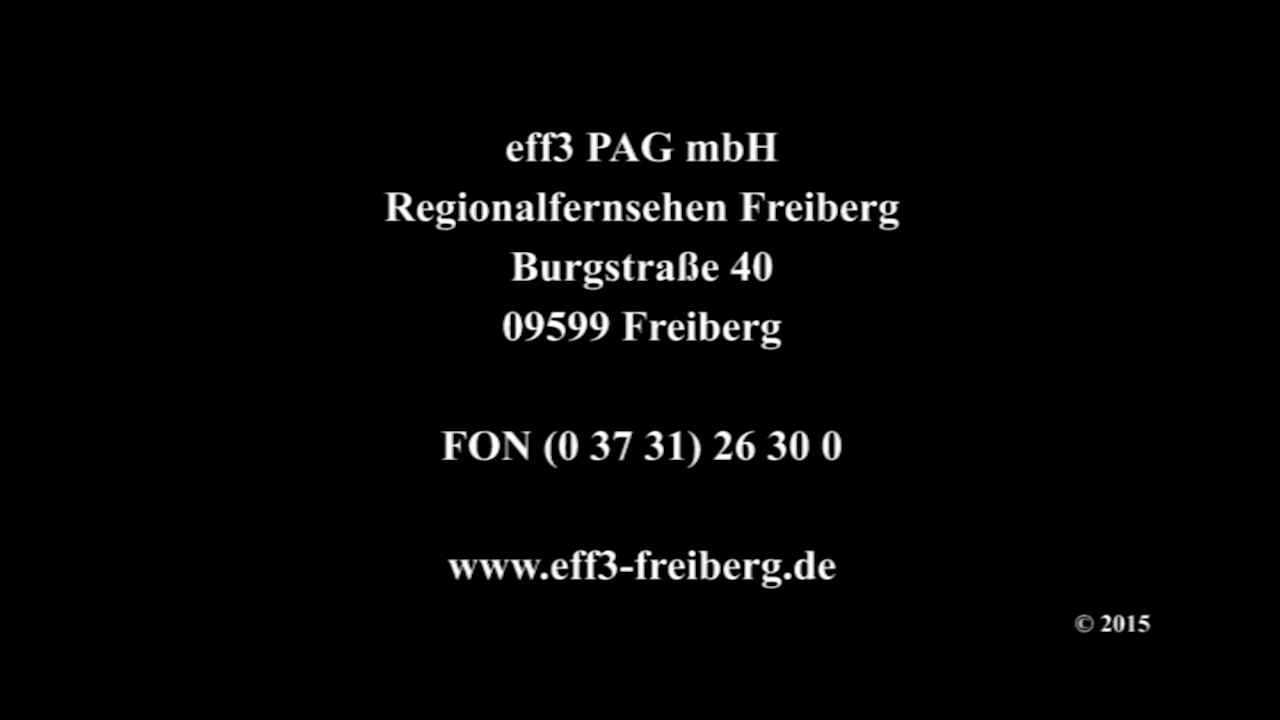 eff3 PAG mbH
Regionalfernsehen Freiberg
Burgstraße 40
09599 Freiberg
FON (0 37 31) 26 30 0
www.eff3-freiberg.de
© 2015